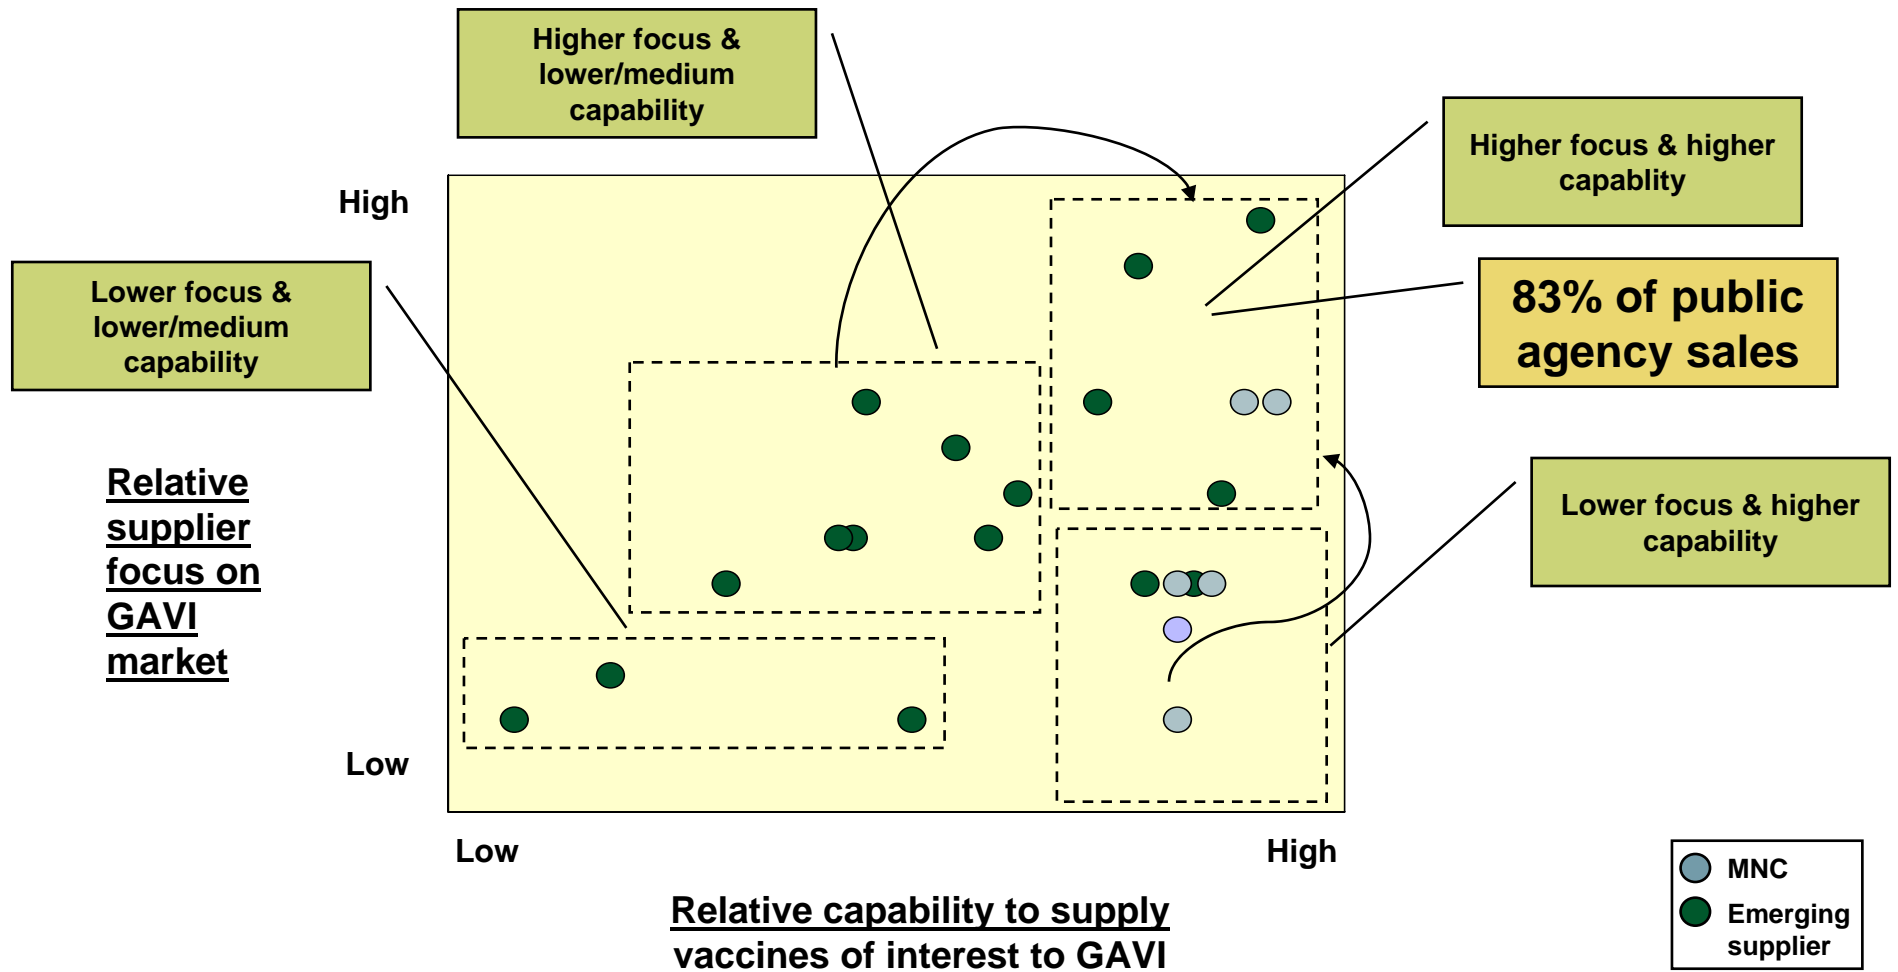 Higher focus &
lower/medium
capability
Higher focus & higher
capablity
High
Lower focus &
lower/medium
capability
83% of public
agency sales
Relative
supplier
focus on
GAVI
market
Lower focus & higher
capability
Low
Low
High
MNC
Emerging
supplier
Relative capability to supply
vaccines of interest to GAVI